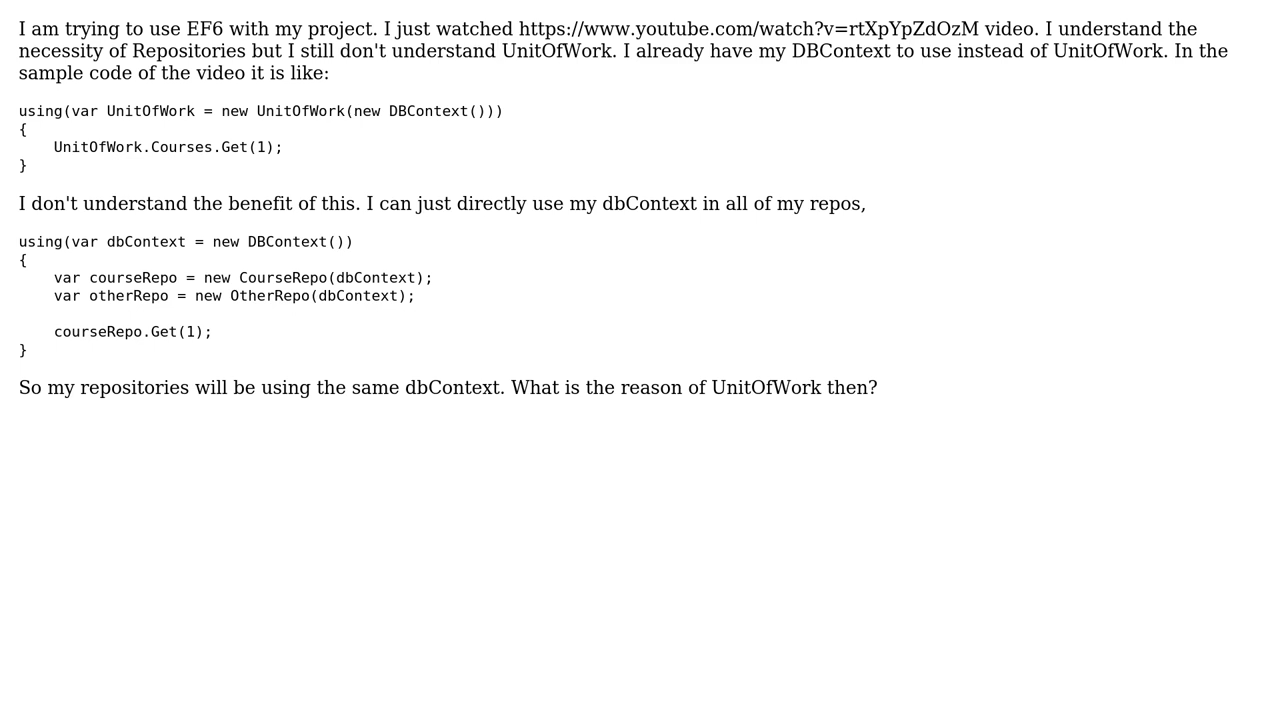 I am trying to use EF6 with my project. I just watched https://www.youtube.com/watch?v=rtXpYpZdOzM video. I understand the
necessity of Repositories but I still don't understand UnitOfWork. I already have my DBContext to use instead of UnitOfWork. In the
sample code of the video it is like:
using(var UnitOfWork = new UnitOfWork(new DBContext()))
{
    UnitOfWork.Courses.Get(1);
}
I don't understand the benefit of this. I can just directly use my dbContext in all of my repos,
using(var dbContext = new DBContext())
{
    var courseRepo = new CourseRepo(dbContext);
    var otherRepo = new OtherRepo(dbContext);
    courseRepo.Get(1);
}
So my repositories will be using the same dbContext. What is the reason of UnitOfWork then?